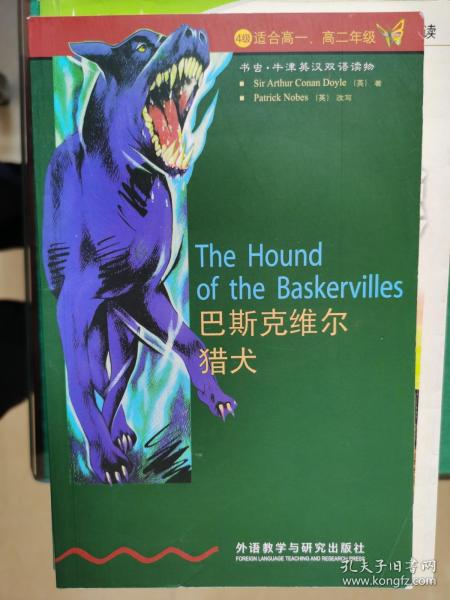 4级 适合高一、高二年级
读
书虫·牛津英汉双语读物
■ Sir Arthur Conan Doyle (英) 著
■ Patrick Nobes (英) 改写
The Hound
of the Baskervilles
巴斯克维尔
猎犬
外语教学与研究出版社
FOREIGN LANGUAGE TEACHING AND RESEARCH PRESS
孔夫子旧书网
www.kongfz.com